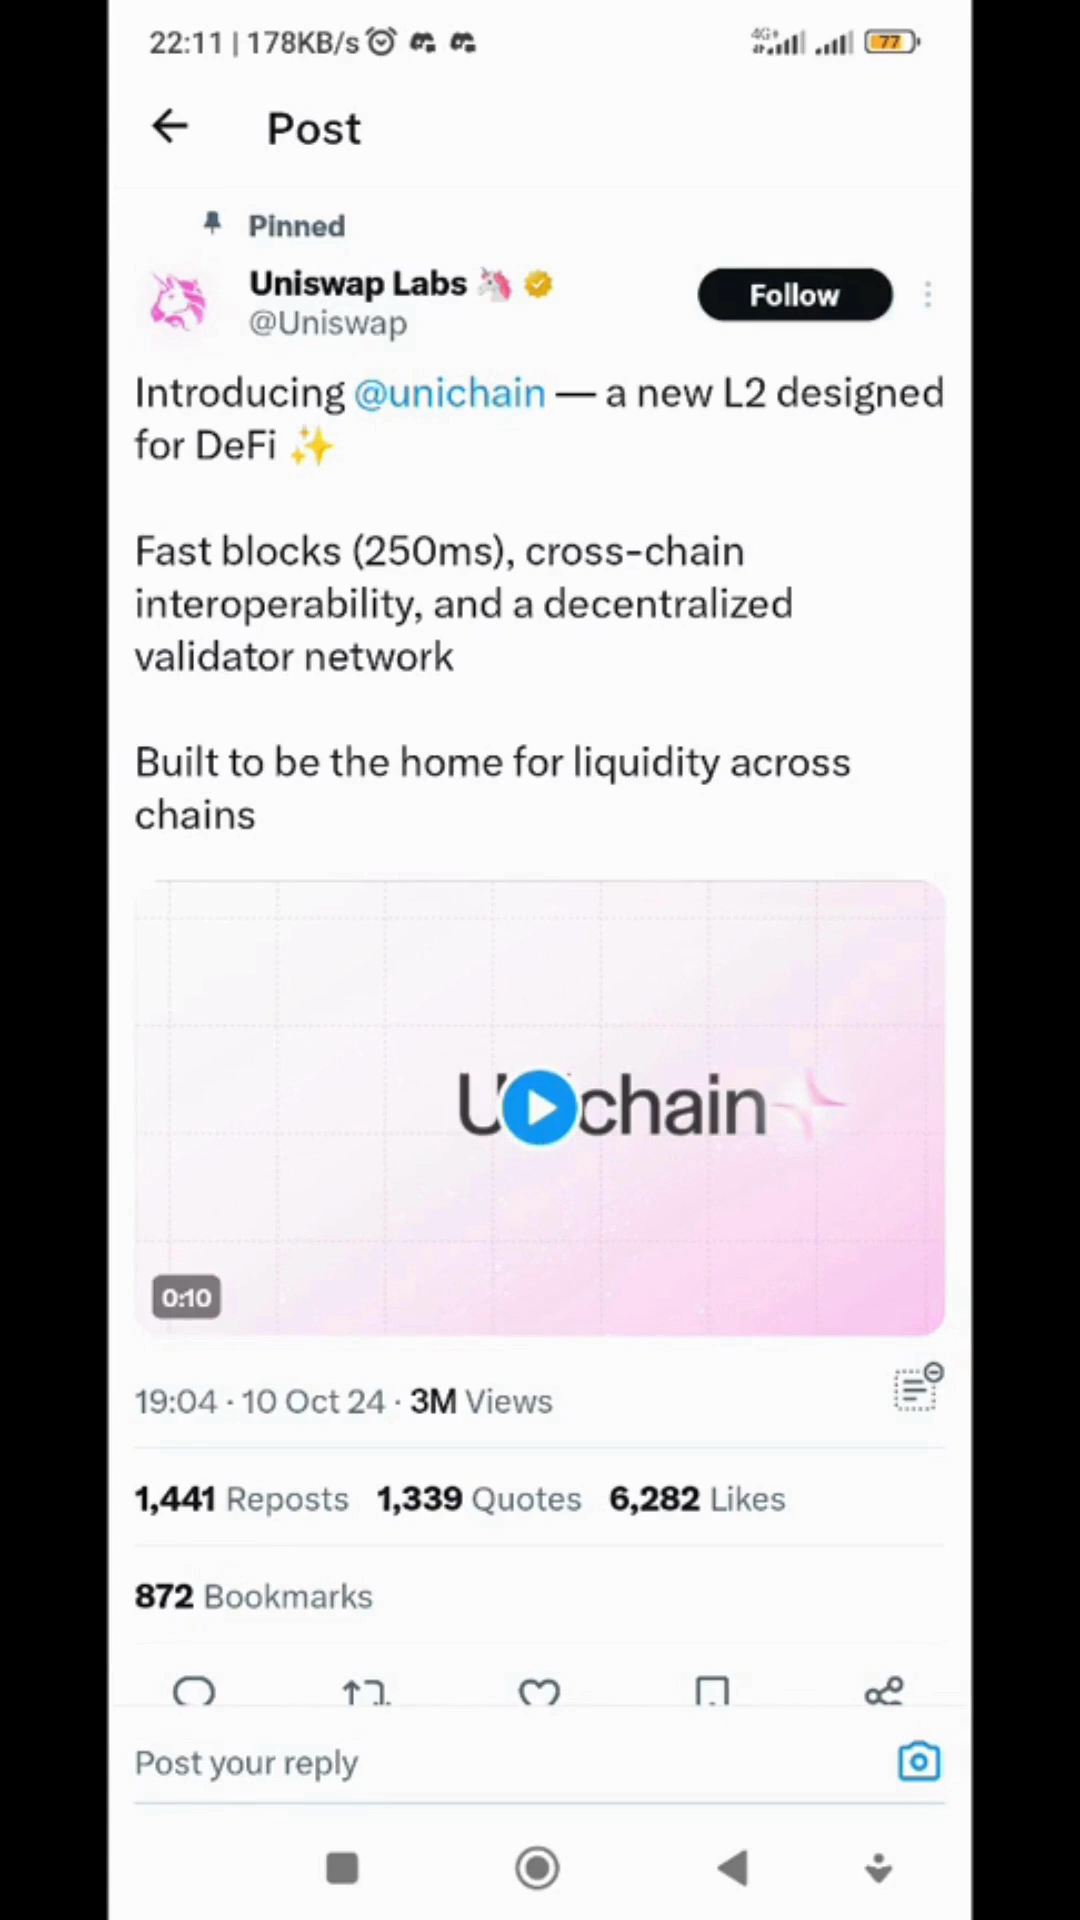 22:11 | 178KB/s 4G+ 77
Post
Pinned
Uniswap Labs 🦄
Follow
@Uniswap
Introducing @unichain — a new L2 designed
for DeFi ✨
Fast blocks (250ms), cross-chain
interoperability, and a decentralized
validator network
Built to be the home for liquidity across
chains
0:10
19:04 · 10 Oct 24 · 3M Views
1,441 Reposts 1,339 Quotes 6,282 Likes
872 Bookmarks
Post your reply